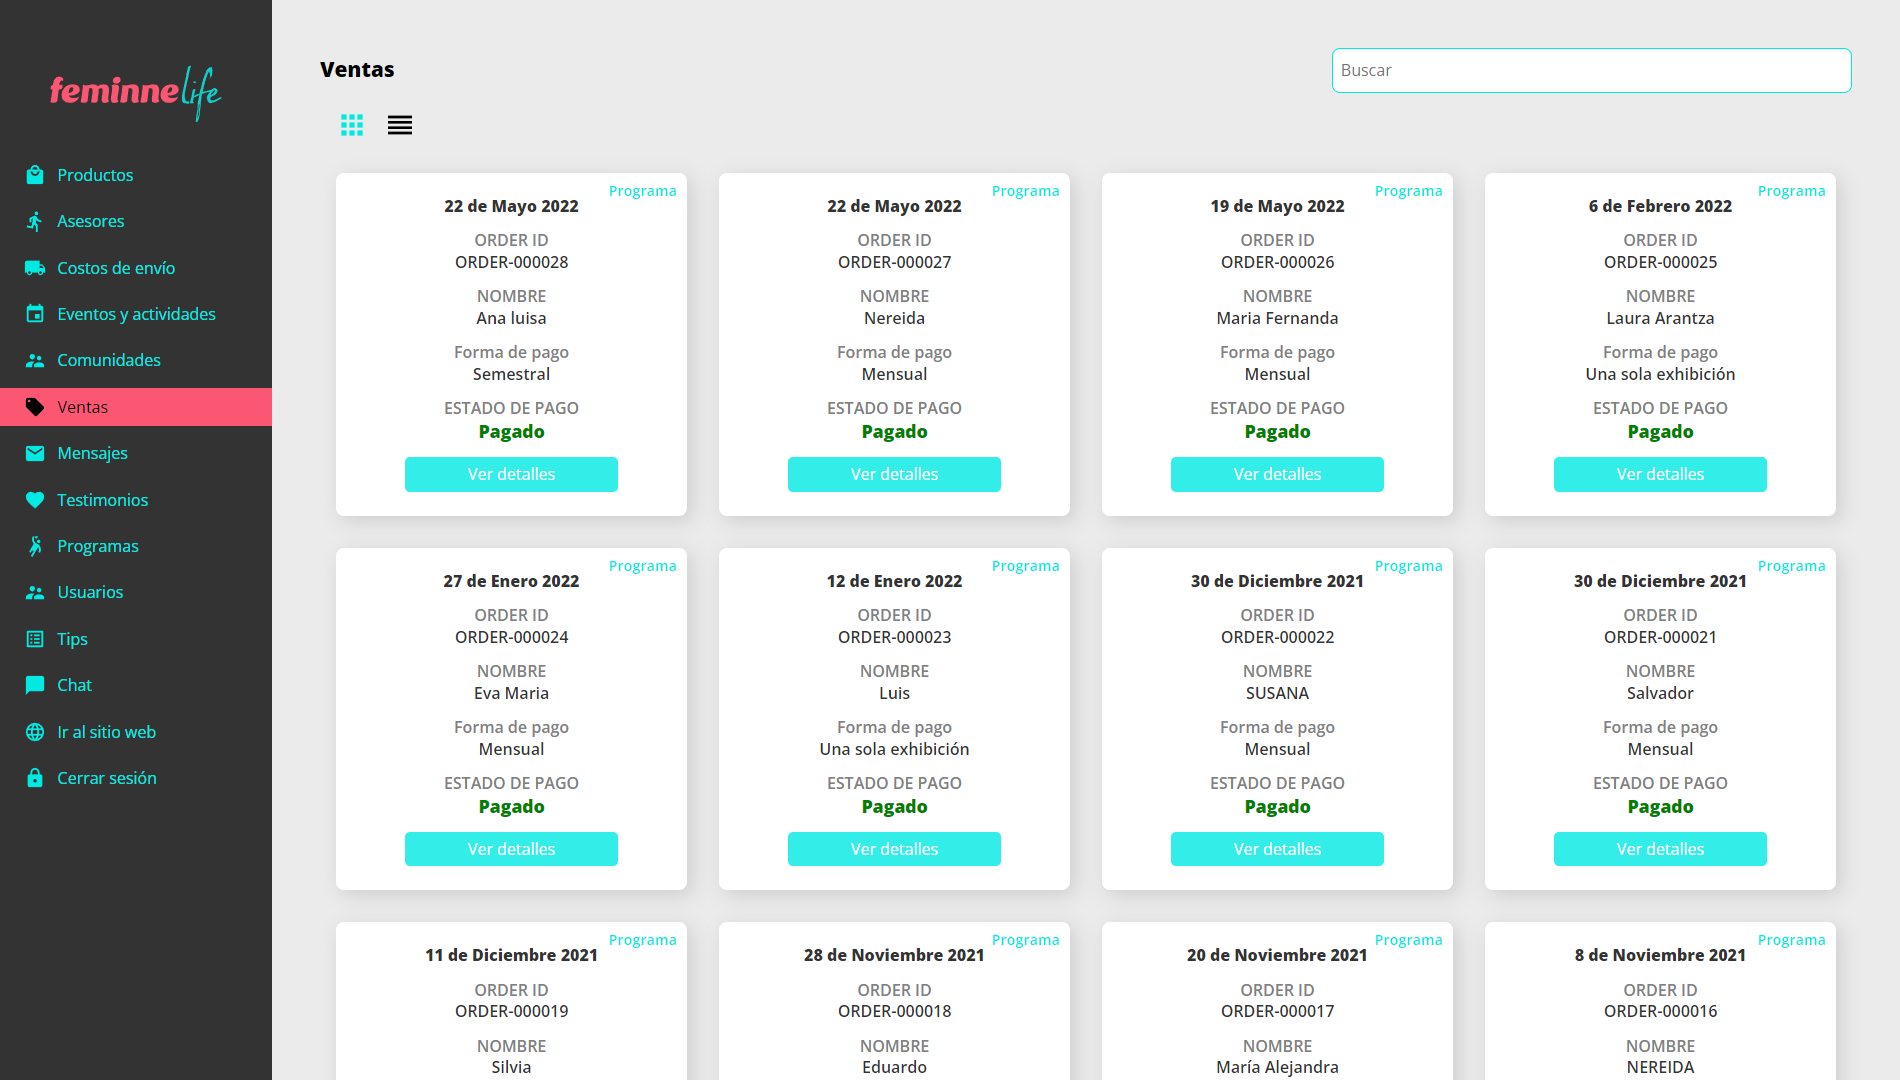 feminnelife
Productos
Asesores
Costos de envío
Eventos y actividades
Comunidades
Ventas
Mensajes
Testimonios
Programas
Usuarios
Tips
Chat
Ir al sitio web
Cerrar sesión
Ventas
Buscar
Programa
22 de Mayo 2022
ORDER ID
ORDER-000028
NOMBRE
Ana luisa
Forma de pago
Semestral
ESTADO DE PAGO
Pagado
Ver detalles
Programa
22 de Mayo 2022
ORDER ID
ORDER-000027
NOMBRE
Nereida
Forma de pago
Mensual
ESTADO DE PAGO
Pagado
Ver detalles
Programa
19 de Mayo 2022
ORDER ID
ORDER-000026
NOMBRE
Maria Fernanda
Forma de pago
Mensual
ESTADO DE PAGO
Pagado
Ver detalles
Programa
6 de Febrero 2022
ORDER ID
ORDER-000025
NOMBRE
Laura Arantza
Forma de pago
Una sola exhibición
ESTADO DE PAGO
Pagado
Ver detalles
Programa
27 de Enero 2022
ORDER ID
ORDER-000024
NOMBRE
Eva Maria
Forma de pago
Mensual
ESTADO DE PAGO
Pagado
Ver detalles
Programa
12 de Enero 2022
ORDER ID
ORDER-000023
NOMBRE
Luis
Forma de pago
Una sola exhibición
ESTADO DE PAGO
Pagado
Ver detalles
Programa
30 de Diciembre 2021
ORDER ID
ORDER-000022
NOMBRE
SUSANA
Forma de pago
Mensual
ESTADO DE PAGO
Pagado
Ver detalles
Programa
30 de Diciembre 2021
ORDER ID
ORDER-000021
NOMBRE
Salvador
Forma de pago
Mensual
ESTADO DE PAGO
Pagado
Ver detalles
Programa
11 de Diciembre 2021
ORDER ID
ORDER-000019
NOMBRE
Silvia
Programa
28 de Noviembre 2021
ORDER ID
ORDER-000018
NOMBRE
Eduardo
Programa
20 de Noviembre 2021
ORDER ID
ORDER-000017
NOMBRE
María Alejandra
Programa
8 de Noviembre 2021
ORDER ID
ORDER-000016
NOMBRE
NEREIDA